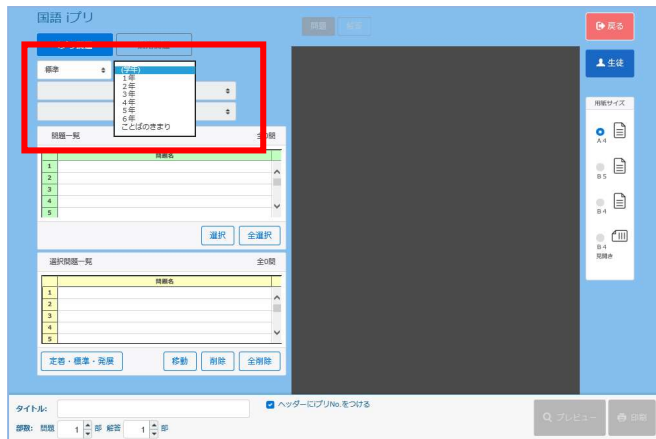 国語 iプリ
問題
戻る
標準
(学年)
1年
2年
3年
4年
5年
6年
ことばのきまり
生徒
用紙サイズ
A4
B5
B4
B4
見開き
問題一覧
全0問
問題名
1
2
3
4
5
選択
全選択
選択問題一覧
全0問
問題名
1
2
3
4
5
定着・標準・発展
移動
削除
全削除
タイトル:
ヘッダーにiプリNo.をつける
部数: 問題 1 部 解答 1 部
プレビュー
印刷